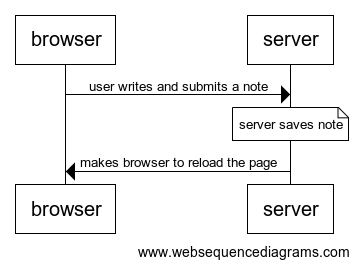 browser server
user writes and submits a note
server saves note
makes browser to reload the page
browser server
www.websequencediagrams.com